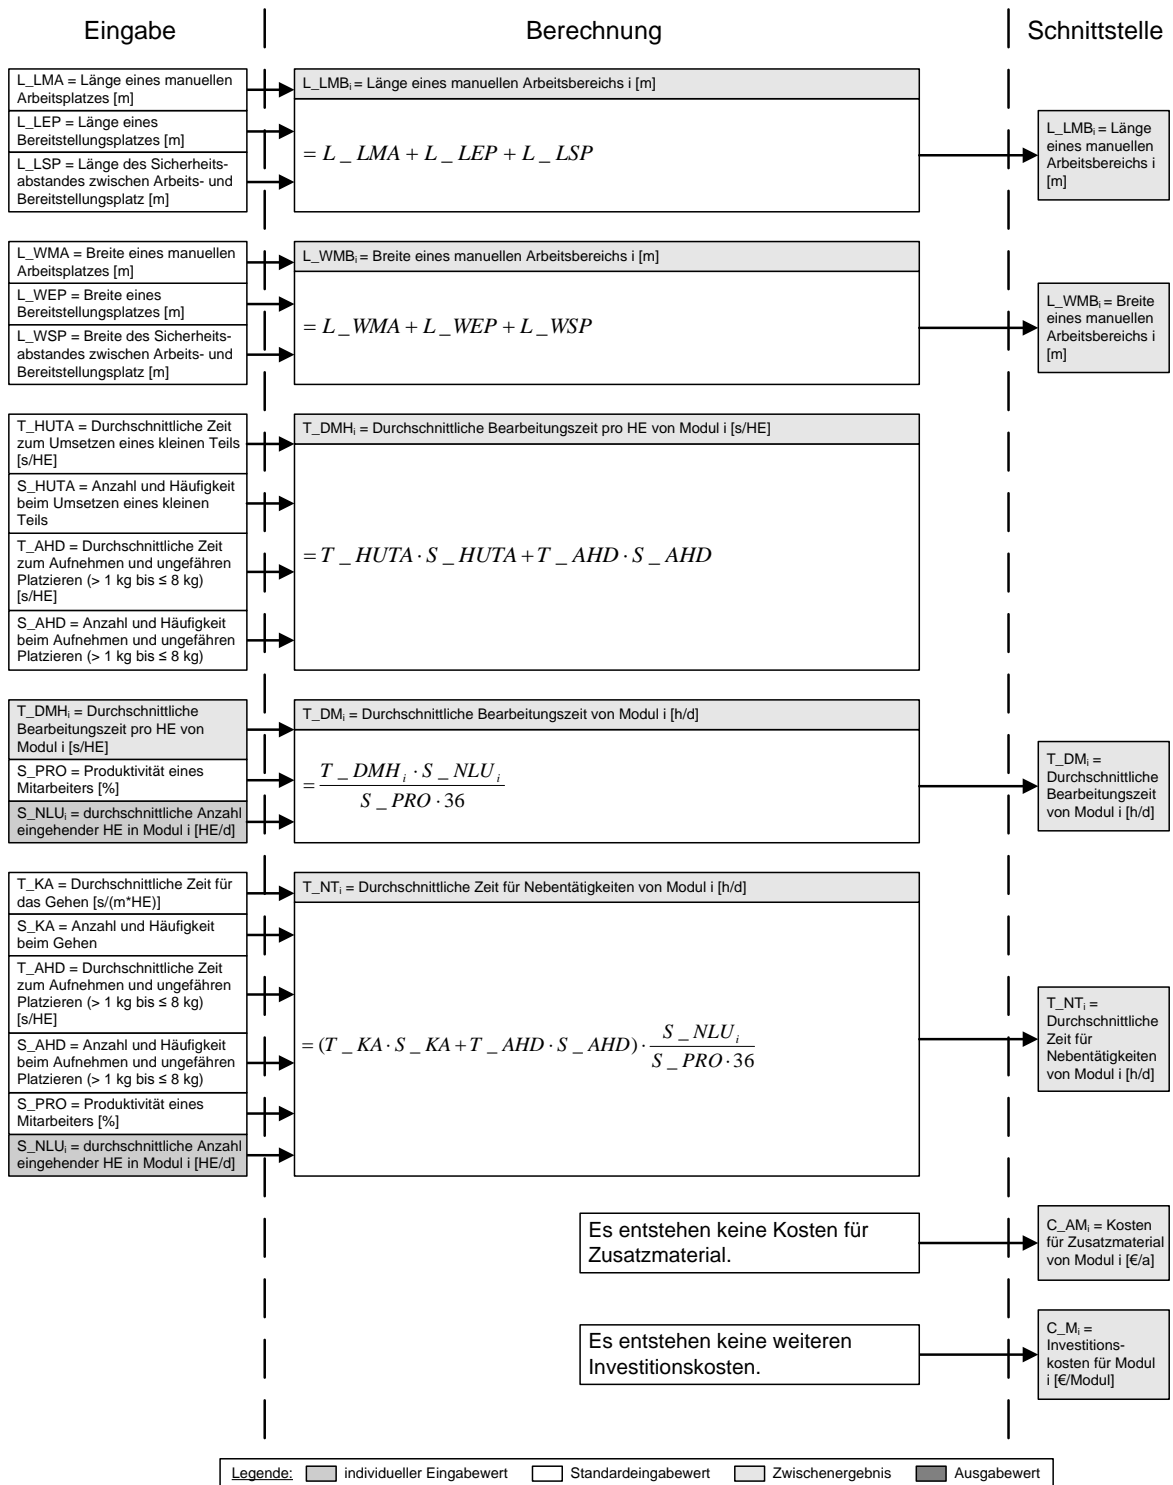 Eingabe
Berechnung
Schnittstelle
L_LMA = Länge eines manuellen
Arbeitsplatzes [m]
L_LEP = Länge eines
Bereitstellungsplatzes [m]
L_LSP = Länge des Sicherheits-
abstandes zwischen Arbeits- und
Bereitstellungsplatz [m]
L_LMBᵢ = Länge eines manuellen Arbeitsbereichs i [m]
= L_LMA + L_LEP + L_LSP
L_LMBᵢ = Länge
eines manuellen
Arbeitsbereichs i
[m]
L_WMA = Breite eines manuellen
Arbeitsplatzes [m]
L_WEP = Breite eines
Bereitstellungsplatzes [m]
L_WSP = Breite des Sicherheits-
abstandes zwischen Arbeits- und
Bereitstellungsplatz [m]
L_WMBᵢ = Breite eines manuellen Arbeitsbereichs i [m]
= L_WMA + L_WEP + L_WSP
L_WMBᵢ = Breite
eines manuellen
Arbeitsbereichs i
[m]
T_HUTA = Durchschnittliche Zeit
zum Umsetzen eines kleinen Teils
[s/HE]
S_HUTA = Anzahl und Häufigkeit
beim Umsetzen eines kleinen
Teils
T_AHD = Durchschnittliche Zeit
zum Aufnehmen und ungefähren
Platzieren (> 1 kg bis ≤ 8 kg)
[s/HE]
S_AHD = Anzahl und Häufigkeit
beim Aufnehmen und ungefähren
Platzieren (> 1 kg bis ≤ 8 kg)
T_DMHᵢ = Durchschnittliche Bearbeitungszeit pro HE von Modul i [s/HE]
= T_HUTA · S_HUTA + T_AHD · S_AHD
T_DMHᵢ = Durchschnittliche
Bearbeitungszeit pro HE von
Modul i [s/HE]
S_PRO = Produktivität eines
Mitarbeiters [%]
S_NLUᵢ = durchschnittliche Anzahl
eingehender HE in Modul i [HE/d]
T_DMᵢ = Durchschnittliche Bearbeitungszeit von Modul i [h/d]
T_DMHᵢ · S_NLUᵢ
=
S_PRO · 36
T_DMᵢ =
Durchschnittliche
Bearbeitungszeit
von Modul i [h/d]
T_KA = Durchschnittliche Zeit für
das Gehen [s/(m*HE)]
S_KA = Anzahl und Häufigkeit
beim Gehen
T_AHD = Durchschnittliche Zeit
zum Aufnehmen und ungefähren
Platzieren (> 1 kg bis ≤ 8 kg)
[s/HE]
S_AHD = Anzahl und Häufigkeit
beim Aufnehmen und ungefähren
Platzieren (> 1 kg bis ≤ 8 kg)
S_PRO = Produktivität eines
Mitarbeiters [%]
S_NLUᵢ = durchschnittliche Anzahl
eingehender HE in Modul i [HE/d]
T_NTᵢ = Durchschnittliche Zeit für Nebentätigkeiten von Modul i [h/d]
S_NLUᵢ
= (T_KA · S_KA + T_AHD · S_AHD) ·
S_PRO · 36
T_NTᵢ =
Durchschnittliche
Zeit für
Nebentätigkeiten
von Modul i [h/d]
Es entstehen keine Kosten für
Zusatzmaterial.
C_AMᵢ = Kosten
für Zusatzmaterial
von Modul i [€/a]
Es entstehen keine weiteren
Investitionskosten.
C_Mᵢ =
Investitions-
kosten für Modul
i [€/Modul]
Legende: individueller Eingabewert Standardeingabewert Zwischenergebnis Ausgabewert